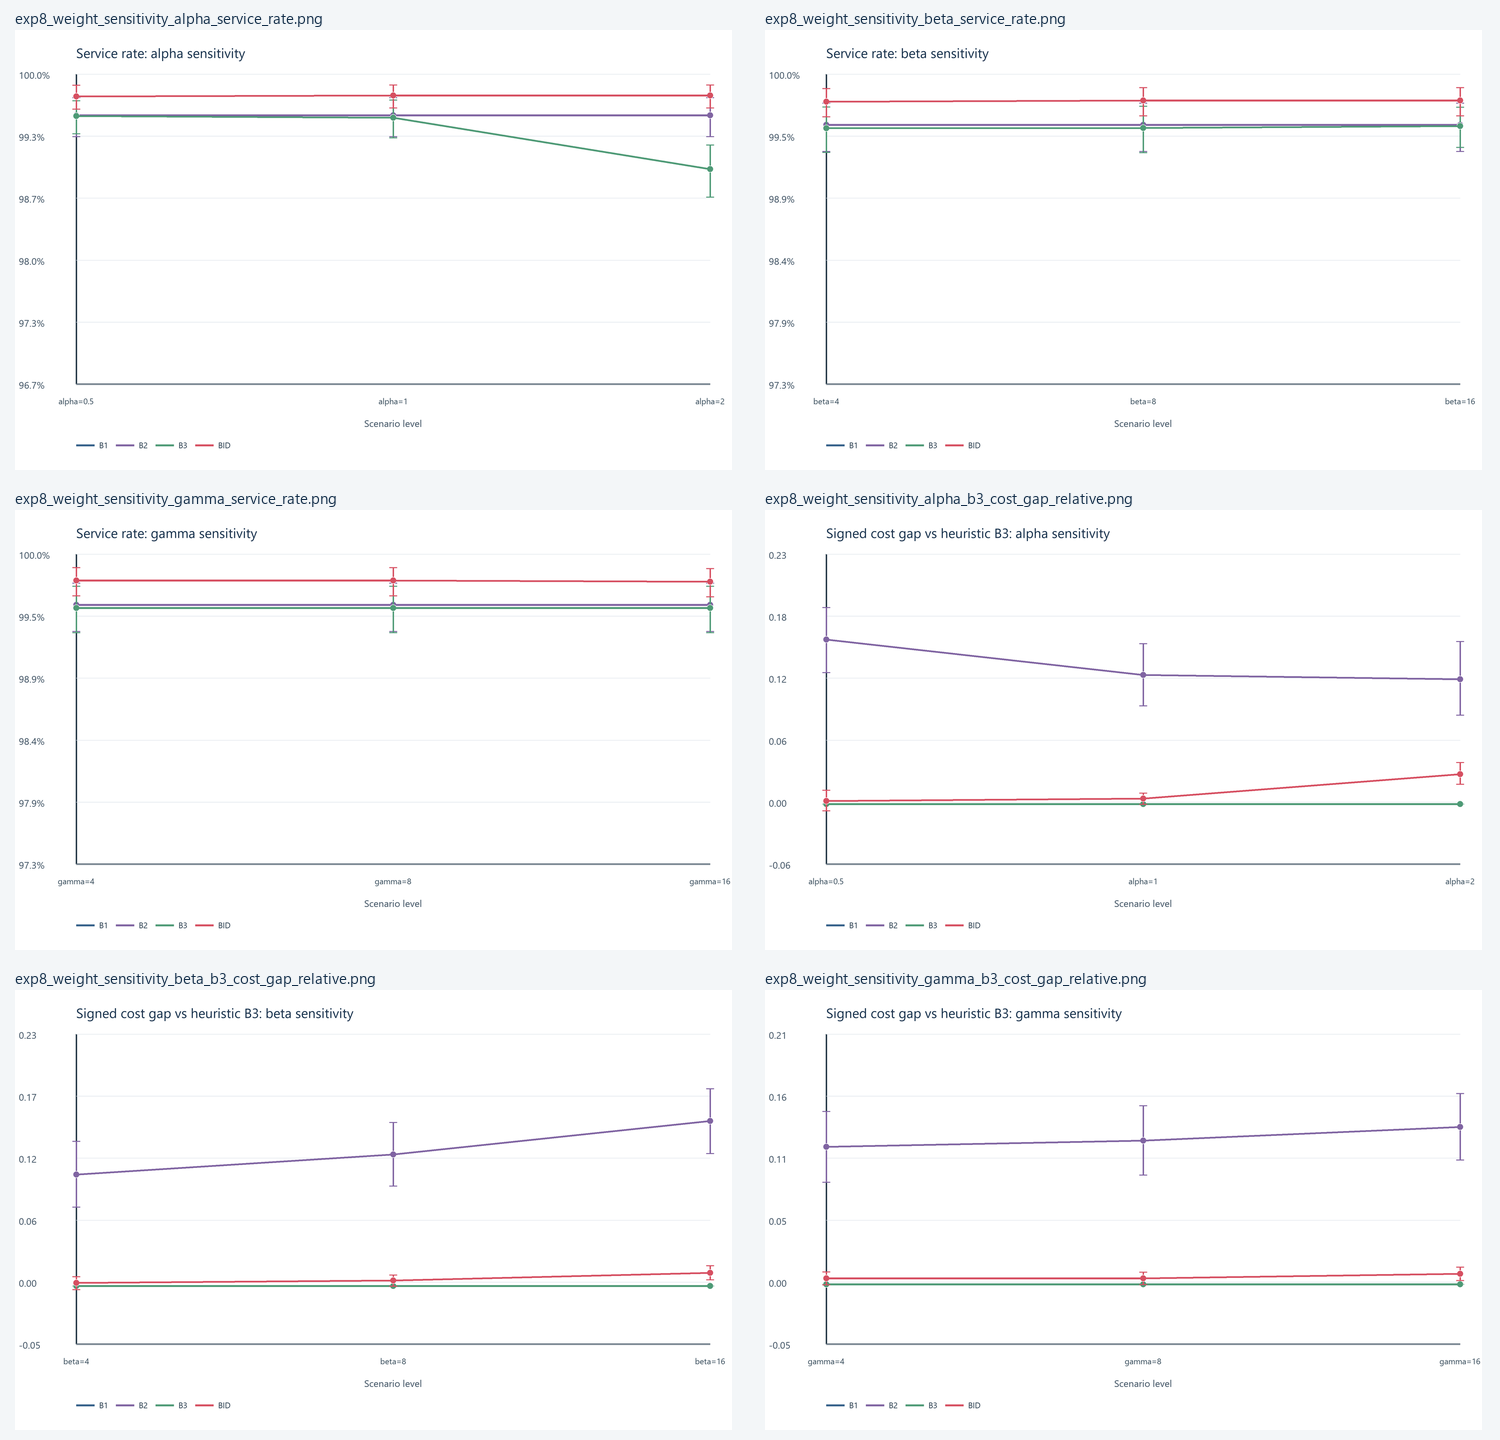 exp8_weight_sensitivity_alpha_service_rate.png
Service rate: alpha sensitivity
100.0%
99.3%
98.7%
98.0%
97.3%
96.7%
alpha=0.5 alpha=1 alpha=2
Scenario level
B1 B2 B3 BID
exp8_weight_sensitivity_beta_service_rate.png
Service rate: beta sensitivity
100.0%
99.5%
98.9%
98.4%
97.9%
97.3%
beta=4 beta=8 beta=16
Scenario level
B1 B2 B3 BID
exp8_weight_sensitivity_gamma_service_rate.png
Service rate: gamma sensitivity
100.0%
99.5%
98.9%
98.4%
97.9%
97.3%
gamma=4 gamma=8 gamma=16
Scenario level
B1 B2 B3 BID
exp8_weight_sensitivity_alpha_b3_cost_gap_relative.png
Signed cost gap vs heuristic B3: alpha sensitivity
0.23
0.18
0.12
0.06
0.00
-0.06
alpha=0.5 alpha=1 alpha=2
Scenario level
B1 B2 B3 BID
exp8_weight_sensitivity_beta_b3_cost_gap_relative.png
Signed cost gap vs heuristic B3: beta sensitivity
0.23
0.17
0.12
0.06
0.00
-0.05
beta=4 beta=8 beta=16
Scenario level
B1 B2 B3 BID
exp8_weight_sensitivity_gamma_b3_cost_gap_relative.png
Signed cost gap vs heuristic B3: gamma sensitivity
0.21
0.16
0.11
0.05
0.00
-0.05
gamma=4 gamma=8 gamma=16
Scenario level
B1 B2 B3 BID